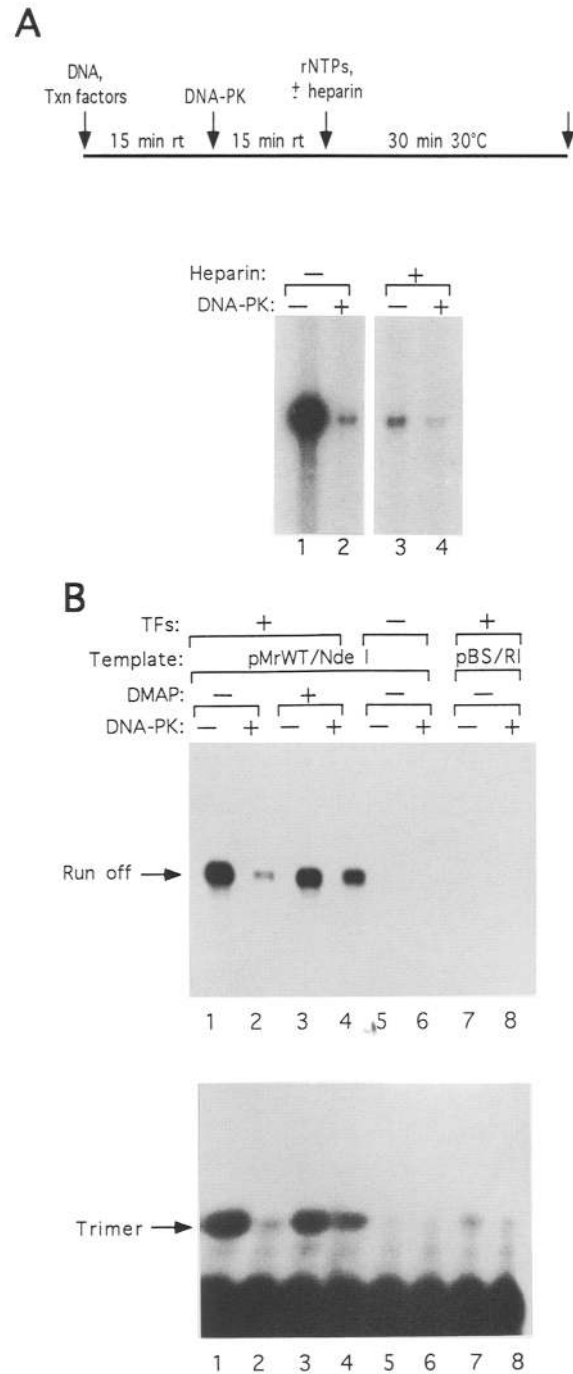 A
DNA, Txn factors
DNA-PK
rNTPs, ± heparin
15 min rt
15 min rt
30 min 30°C
Heparin: — +
DNA-PK: — + — +
1 2 3 4
B
TFs: + — +
Template: pMrWT/Nde I pBS/RI
DMAP: — + — —
DNA-PK: — + — + — + — +
Run off
1 2 3 4 5 6 7 8
Trimer
1 2 3 4 5 6 7 8